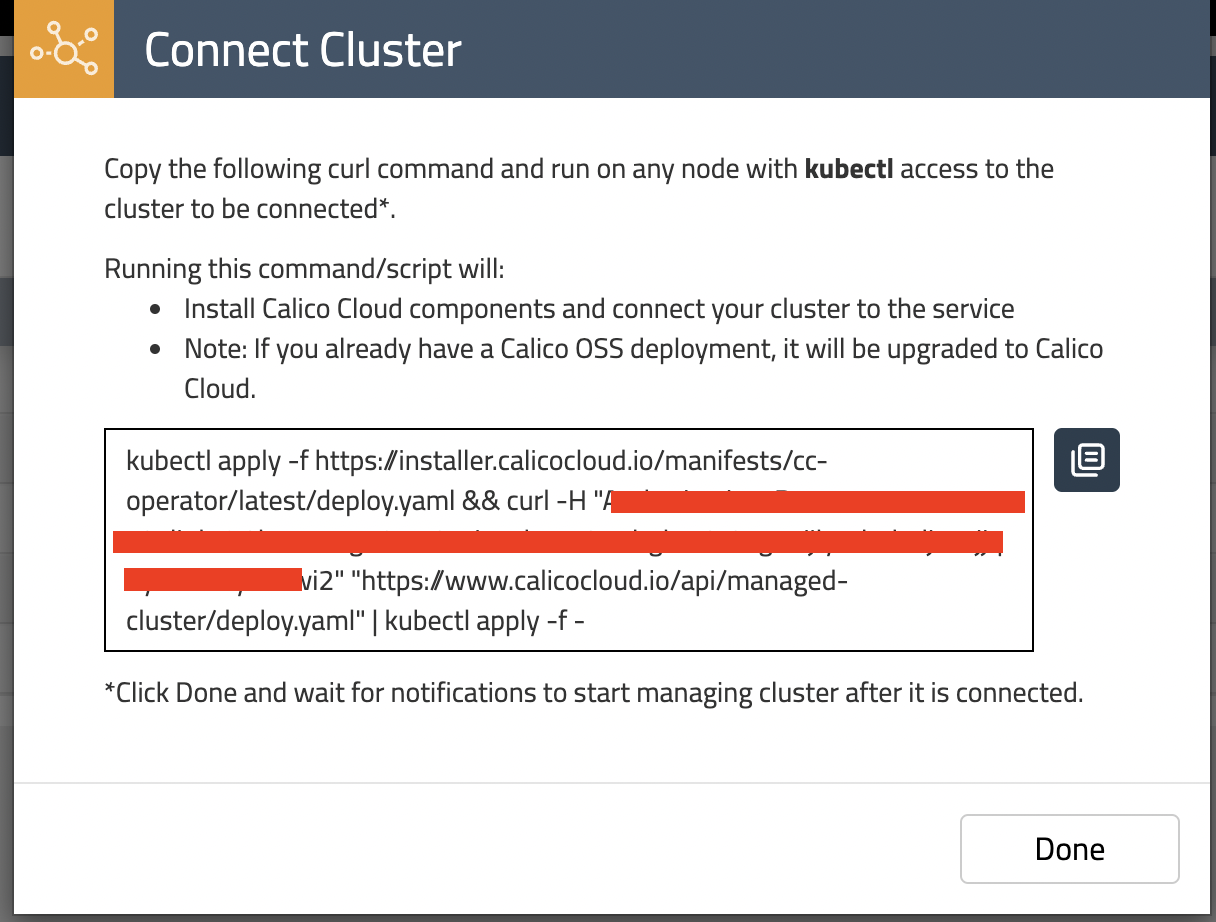 Connect Cluster
Copy the following curl command and run on any node with kubectl access to the
cluster to be connected*.
Running this command/script will:
Install Calico Cloud components and connect your cluster to the service
Note: If you already have a Calico OSS deployment, it will be upgraded to Calico
Cloud.
kubectl apply -f https://installer.calicocloud.io/manifests/cc-
operator/latest/deploy.yaml && curl -H "A
vi2" "https://www.calicocloud.io/api/managed-
cluster/deploy.yaml" | kubectl apply -f -
*Click Done and wait for notifications to start managing cluster after it is connected.
Done